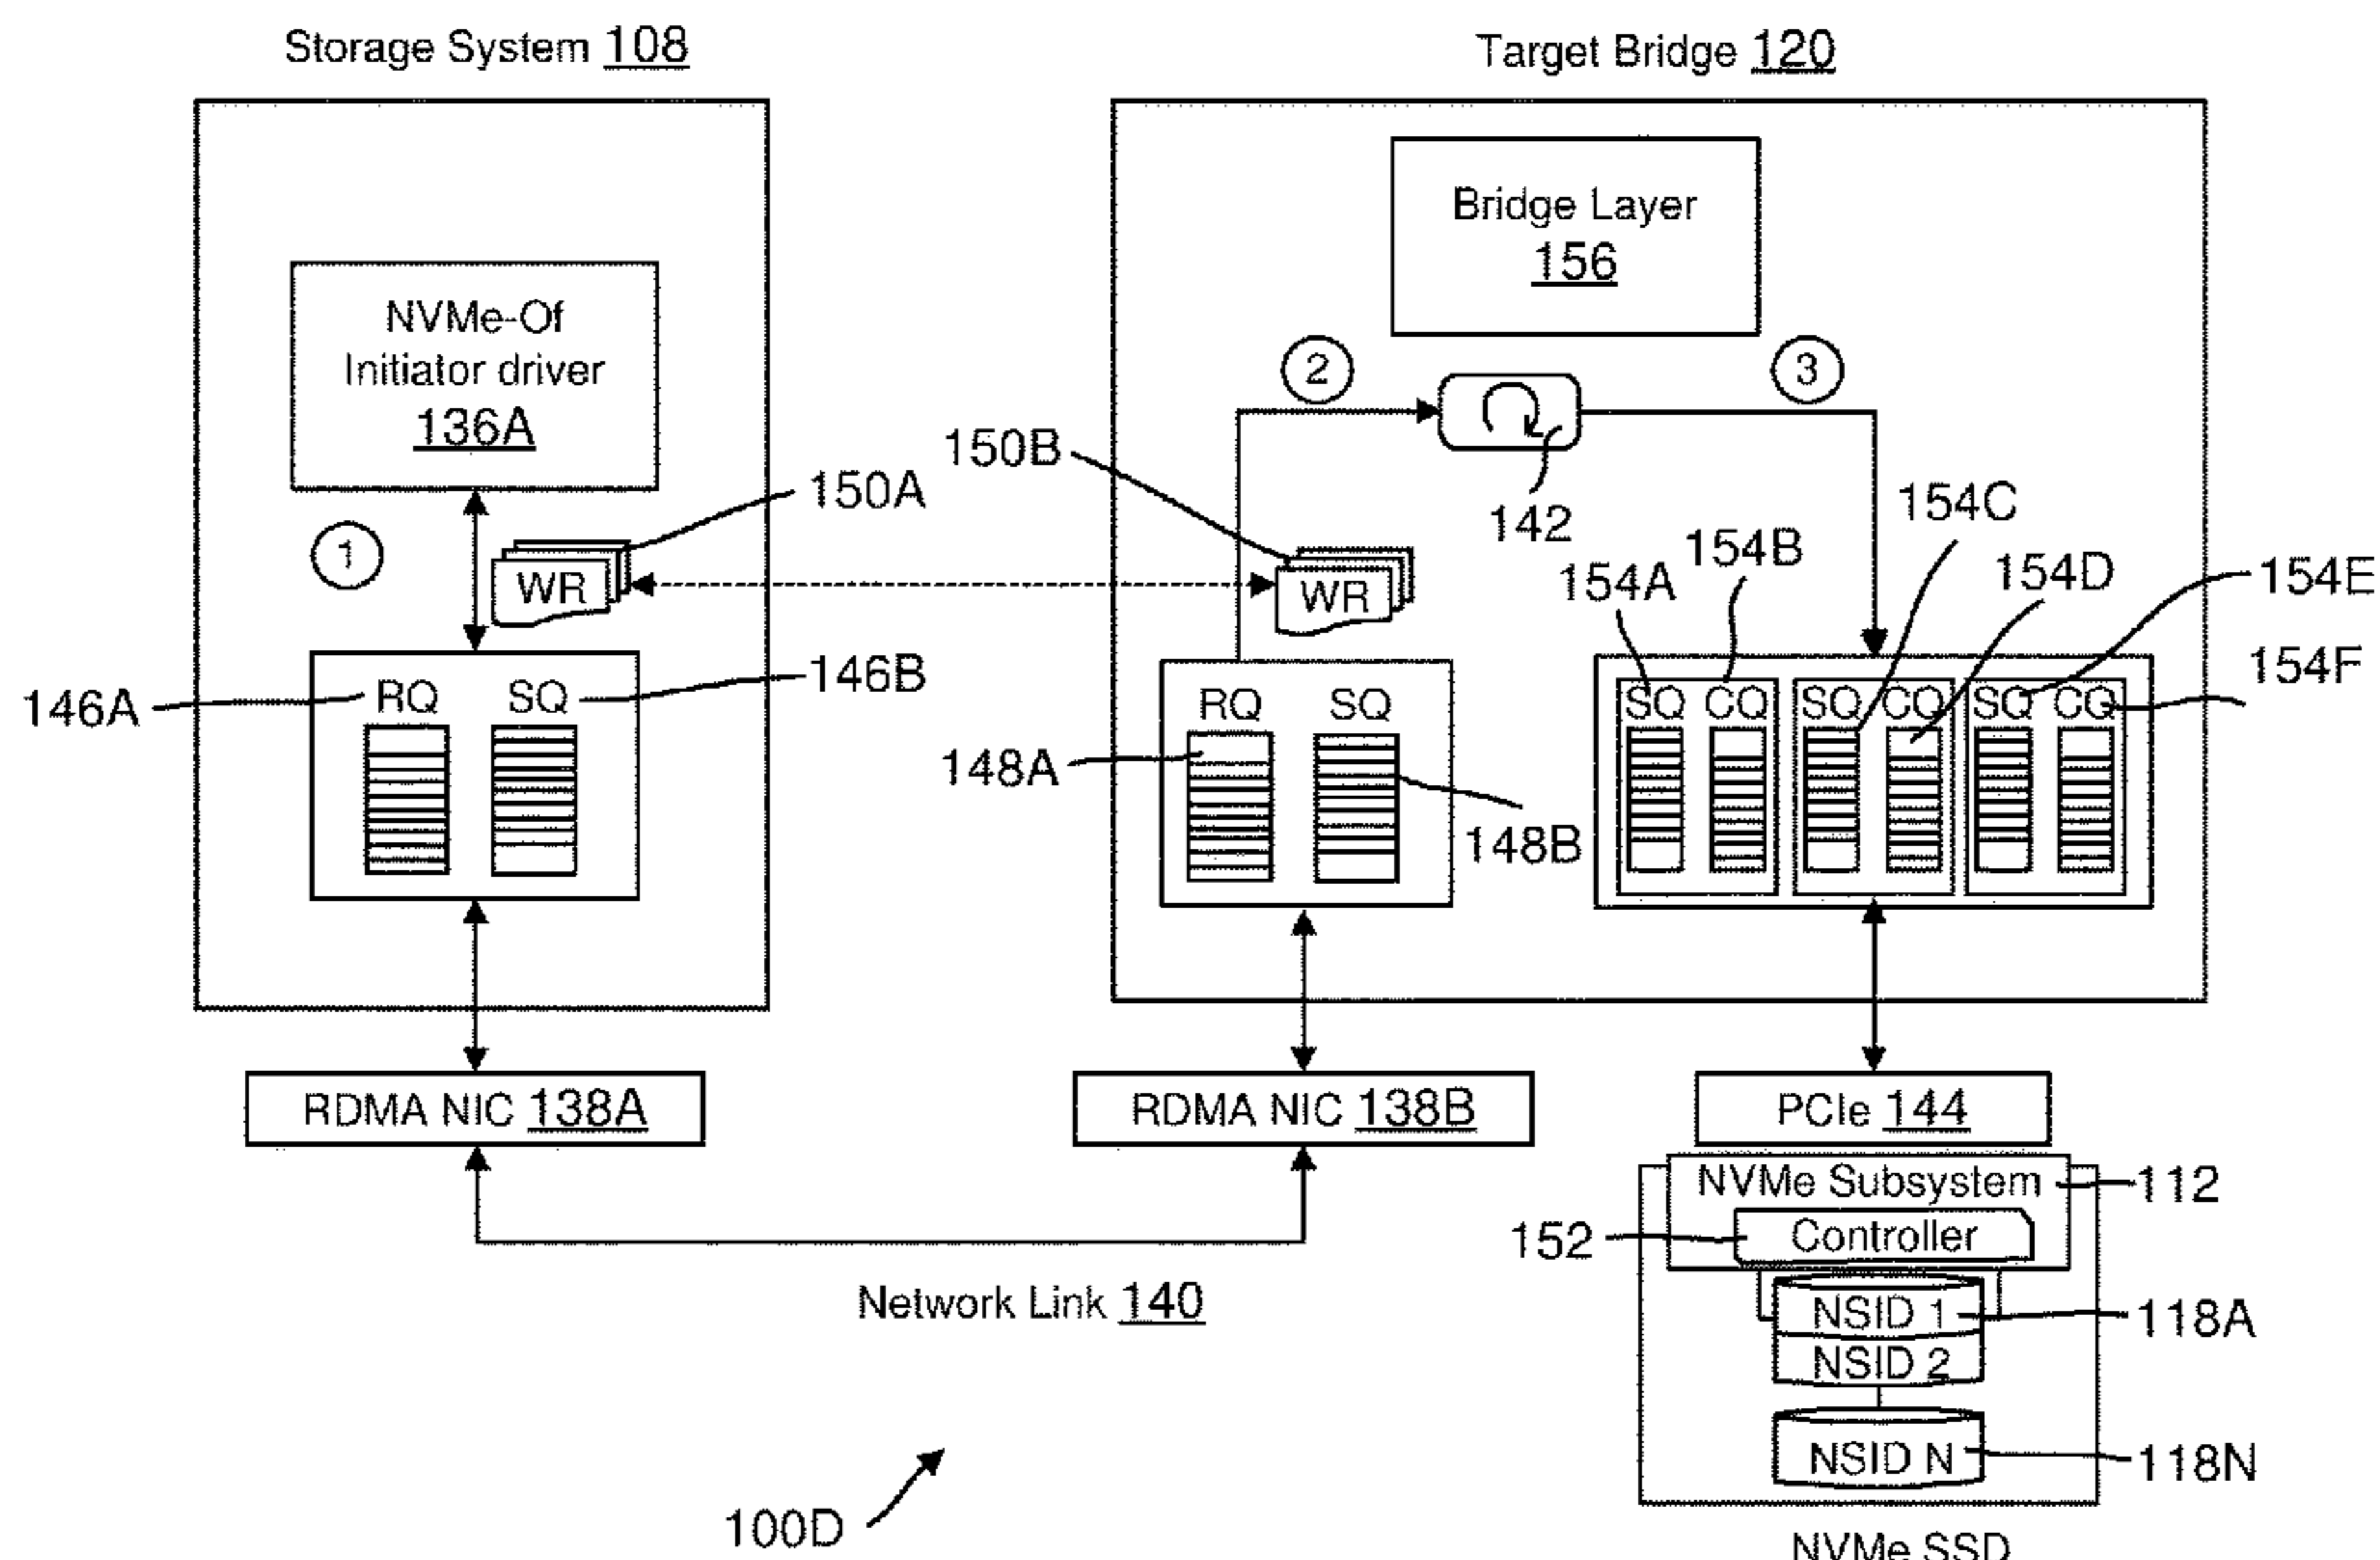 Storage System 108
Target Bridge 120
Bridge Layer
156
NVMe-Of
Initiator driver
136A
2
3
150B
150A
142
154C
1
WR
WR
154A
154B
154D
154E
146A
RQ
SQ
146B
RQ
SQ
SQ CQ
SQ CQ
SQ CQ
154F
148A
148B
RDMA NIC 138A
RDMA NIC 138B
PCIe 144
NVMe Subsystem
112
152
Controller
Network Link 140
NSID 1
118A
NSID 2
NSID N
118N
100D
NVMe SSD